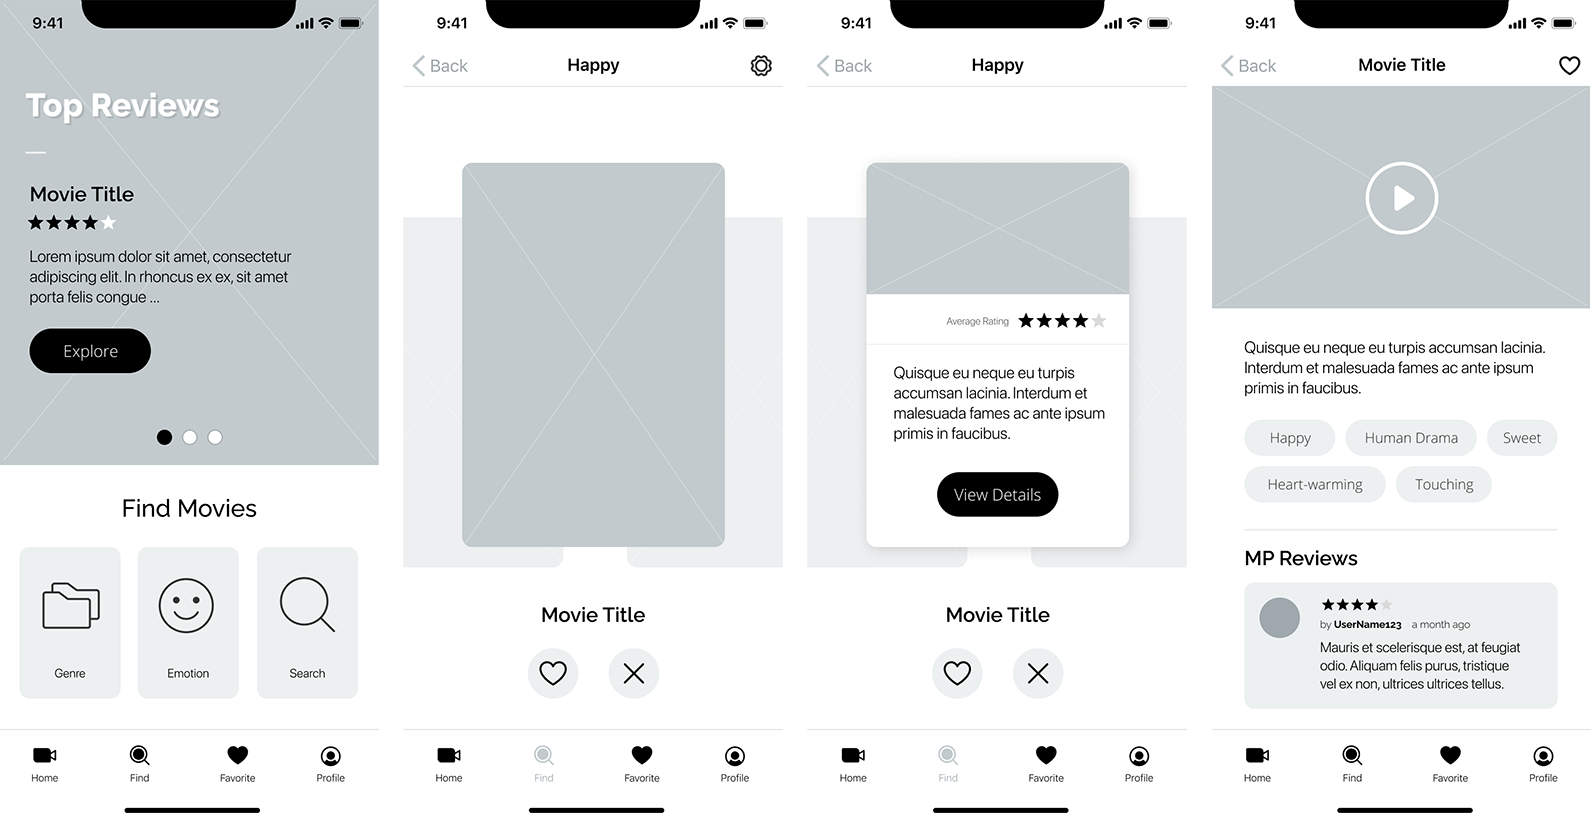 9:41
Top Reviews
Movie Title
Lorem ipsum dolor sit amet, consectetur
adipiscing elit. In rhoncus ex ex, sit amet
porta felis congue ...
Explore
Find Movies
Genre
Emotion
Search
Home
Find
Favorite
Profile
9:41
Back
Happy
Movie Title
Home
Find
Favorite
Profile
9:41
Back
Happy
Average Rating
Quisque eu neque eu turpis
accumsan lacinia. Interdum et
malesuada fames ac ante ipsum
primis in faucibus.
View Details
Movie Title
Home
Find
Favorite
Profile
9:41
Back
Movie Title
Quisque eu neque eu turpis accumsan lacinia.
Interdum et malesuada fames ac ante ipsum
primis in faucibus.
Happy
Human Drama
Sweet
Heart-warming
Touching
MP Reviews
by UserName123 a month ago
Mauris et scelerisque est, at feugiat
odio. Aliquam felis purus, tristique
vel ex non, ultrices ultrices tellus.
Home
Find
Favorite
Profile